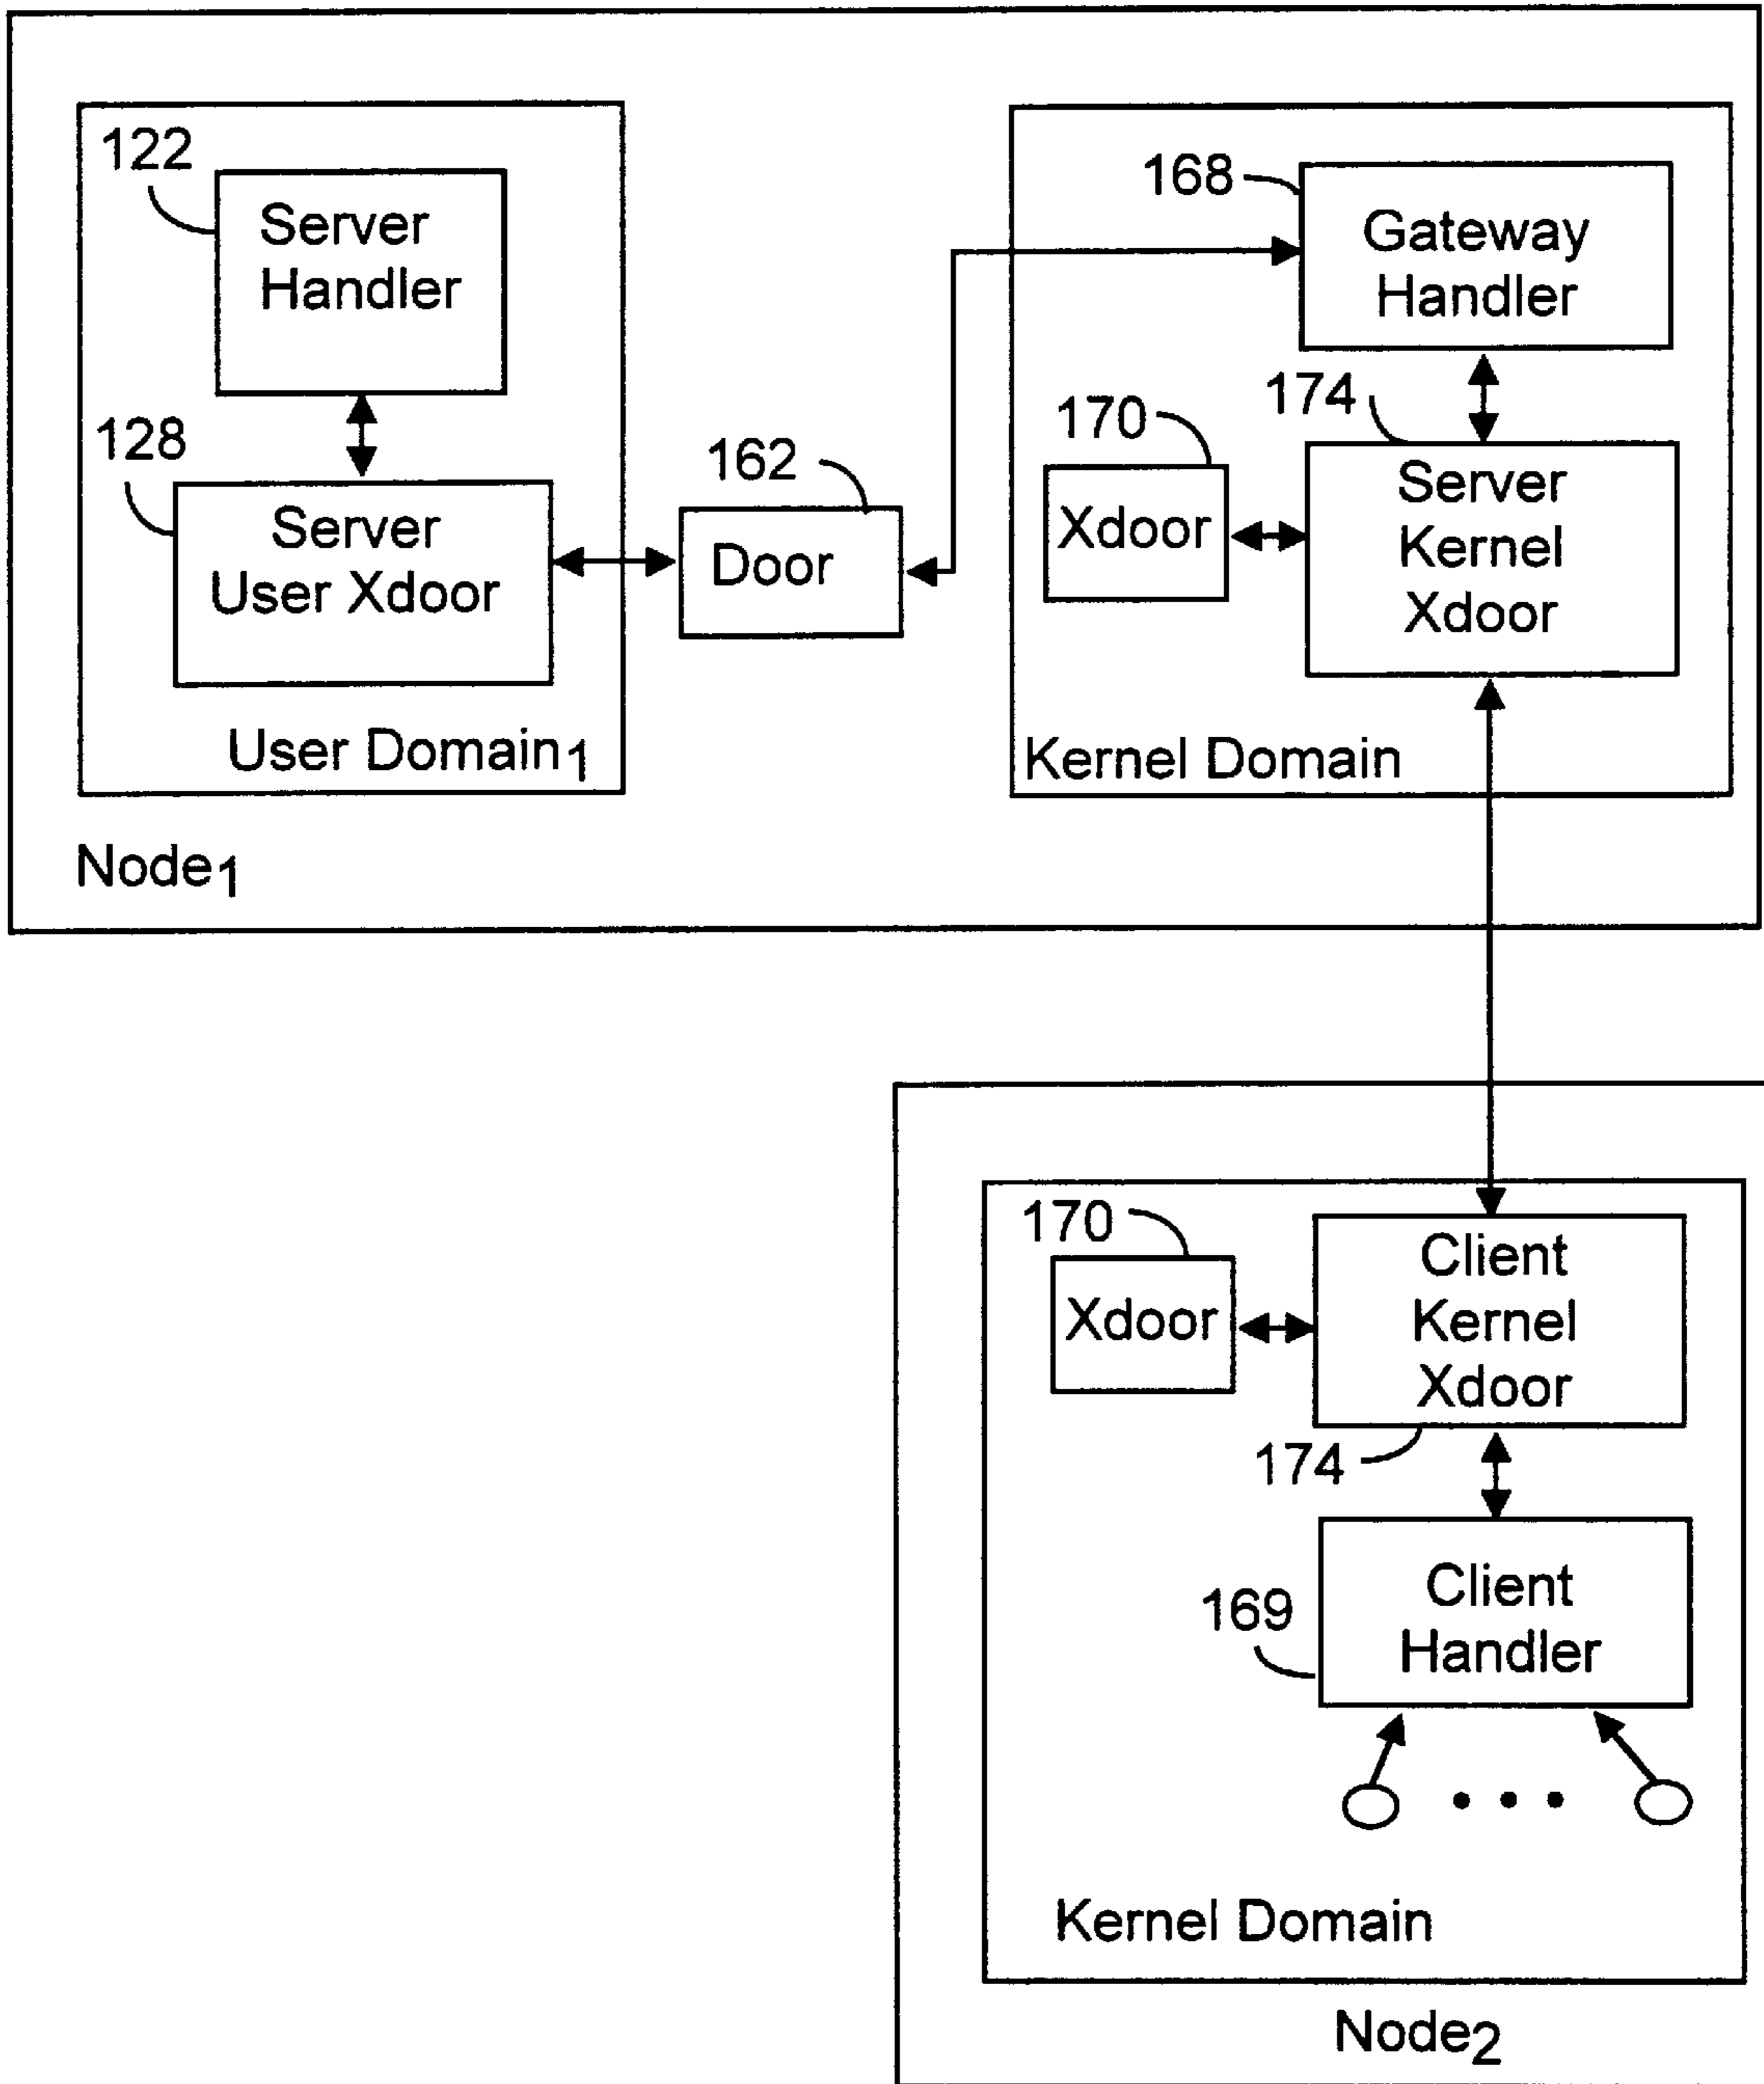 122
Server
Handler
128
Server
User Xdoor
User Domain1
162
Door
168
Gateway
Handler
174
170
Xdoor
Server
Kernel
Xdoor
Kernel Domain
Node1
170
Xdoor
Client
Kernel
Xdoor
174
169
Client
Handler
Kernel Domain
Node2